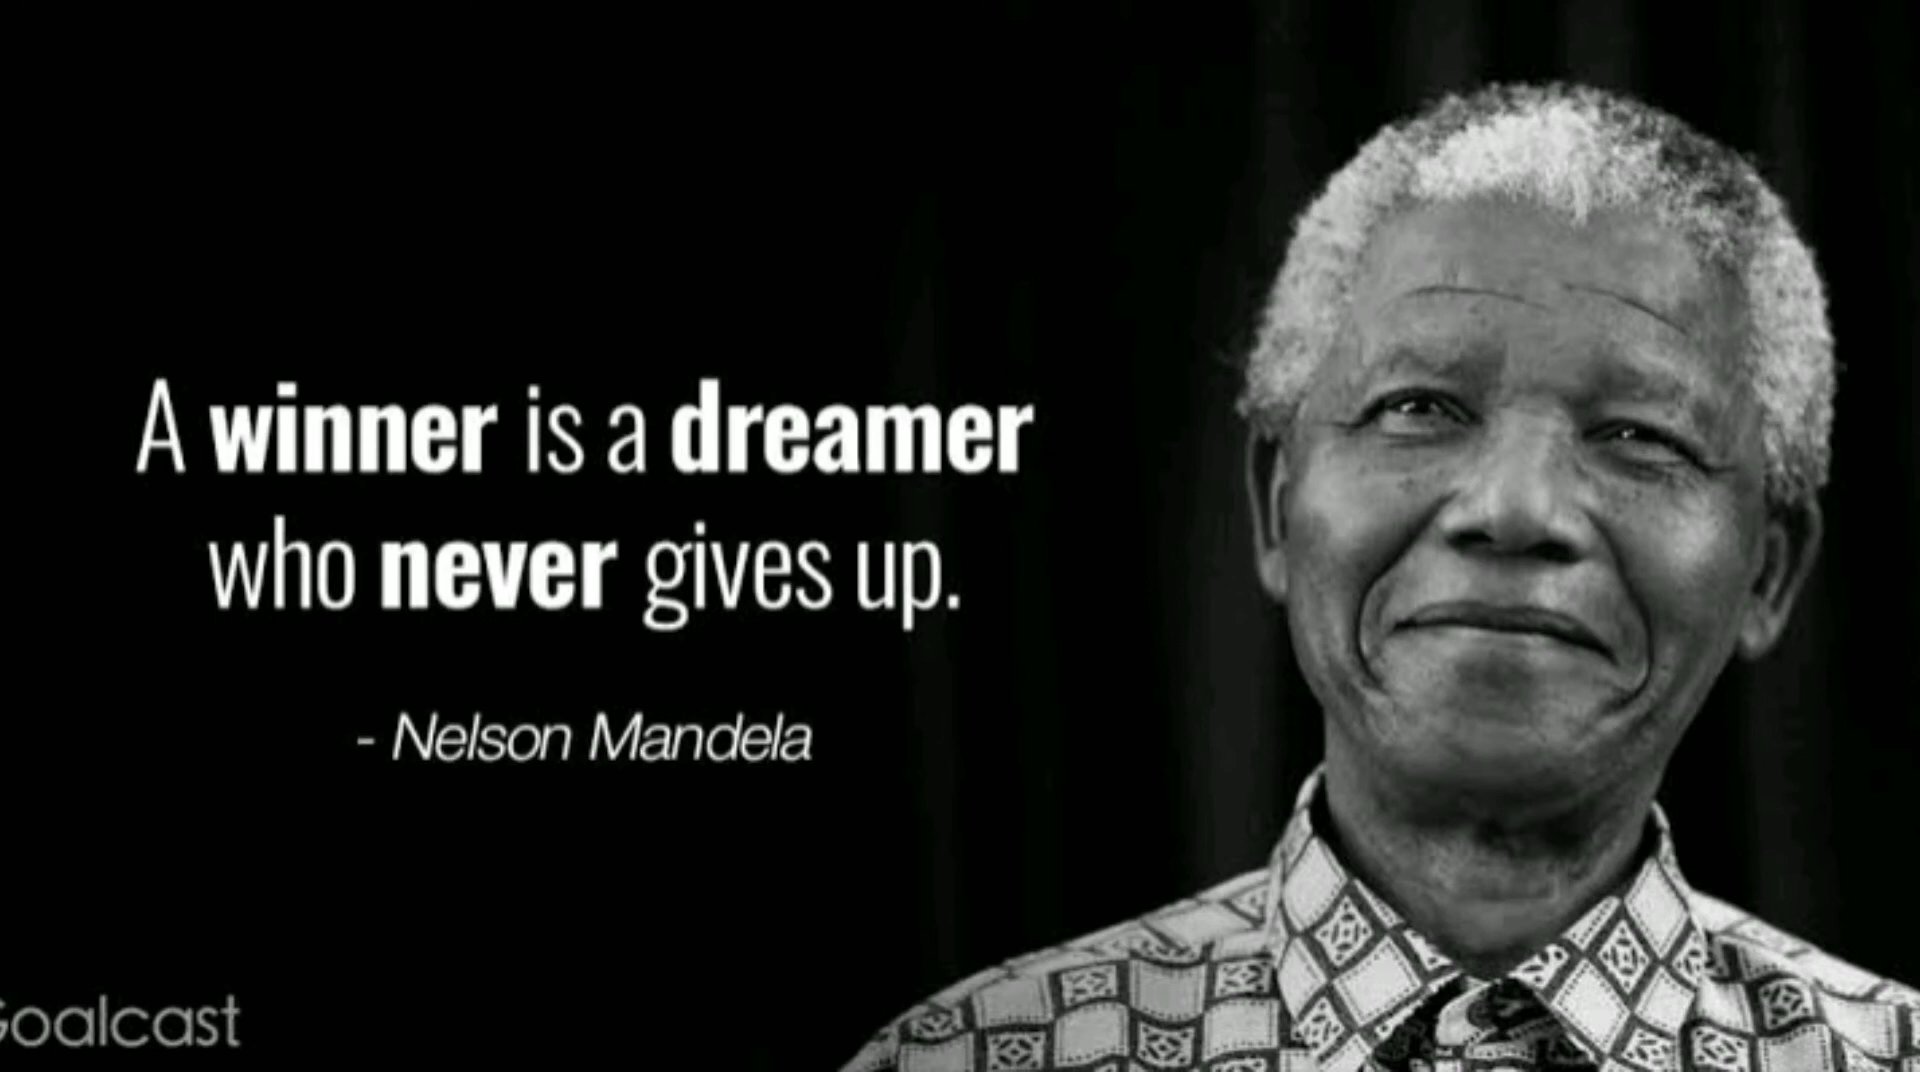 A winner is a dreamer
who never gives up.
- Nelson Mandela
Goalcast